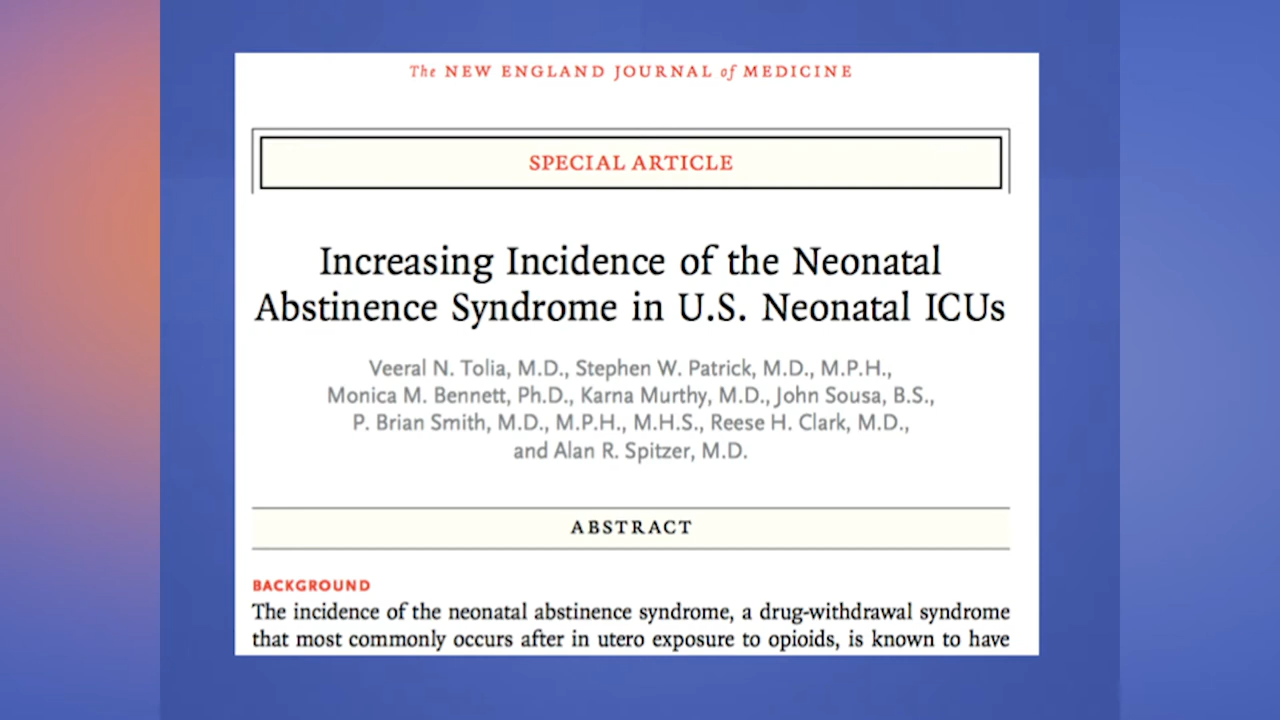 The NEW ENGLAND JOURNAL of MEDICINE
SPECIAL ARTICLE
Increasing Incidence of the Neonatal
Abstinence Syndrome in U.S. Neonatal ICUs
Veeral N. Tolia, M.D., Stephen W. Patrick, M.D., M.P.H.,
Monica M. Bennett, Ph.D., Karna Murthy, M.D., John Sousa, B.S.,
P. Brian Smith, M.D., M.P.H., M.H.S., Reese H. Clark, M.D.,
and Alan R. Spitzer, M.D.
ABSTRACT
BACKGROUND
The incidence of the neonatal abstinence syndrome, a drug-withdrawal syndrome
that most commonly occurs after in utero exposure to opioids, is known to have